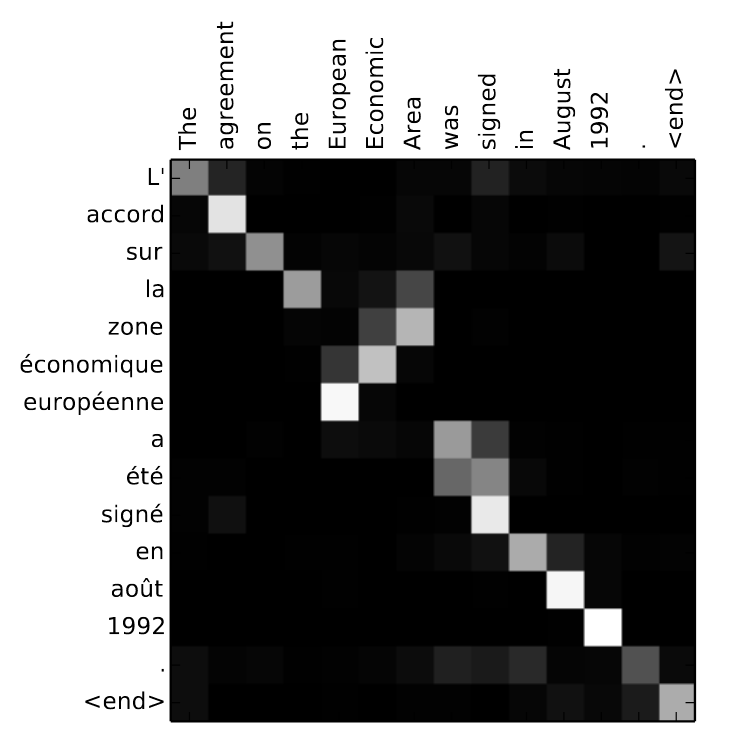 The agreement on the European Economic Area was signed in August 1992 . <end>
L'
accord
sur
la
zone
économique
européenne
a
été
signé
en
août
1992
.
<end>